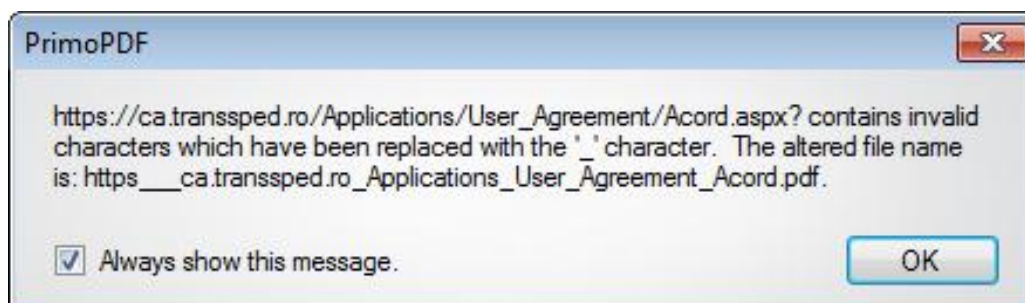 PrimoPDF
https://ca.transsped.ro/Applications/User_Agreement/Acord.aspx? contains invalid
characters which have been replaced with the '_' character.  The altered file name
is: https___ca.transsped.ro_Applications_User_Agreement_Acord.pdf.
Always show this message.
OK